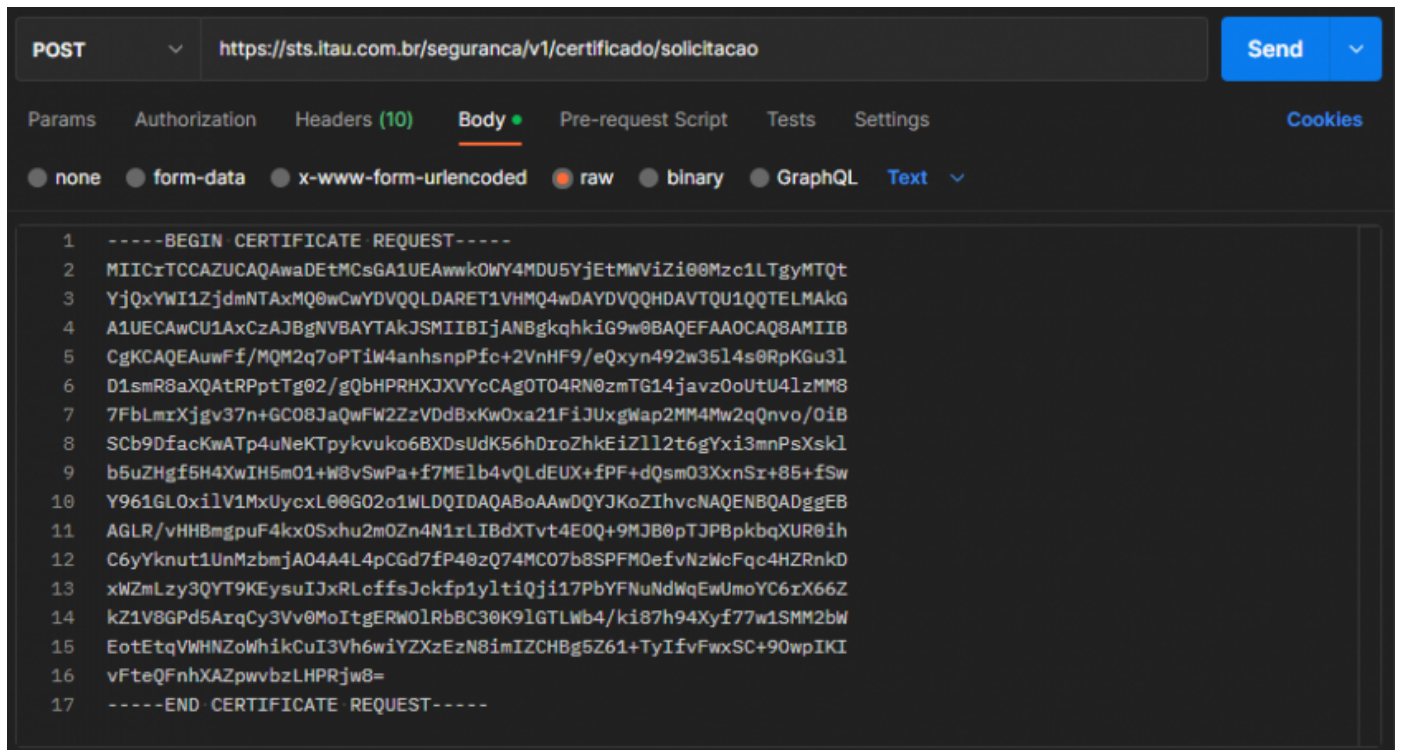 POST https://sts.itau.com.br/seguranca/v1/certificado/solicitacao Send
Params Authorization Headers (10) Body Pre-request Script Tests Settings Cookies
none form-data x-www-form-urlencoded raw binary GraphQL Text
1 -----BEGIN CERTIFICATE REQUEST-----
2 MIICrTCCAZUCAQAwaDEtMCsGA1UEAwwkOWY4MDU5YjEtMWViZi00Mzc1LTgyMTQt
3 YjQxYWI1ZjdmNTAxMQ0wCwYDVQQLDARET1VHMQ4wDAYDVQQHDAVTQU1QQTELMAkG
4 A1UECAwCU1AxCzAJBgNVBAYTAkJSMIIBIjANBgkqhkiG9w0BAQEFAAOCAQ8AMIIB
5 CgKCAQEAuwFf/MQM2q7oPTiW4anhsnpPfc+2VnHF9/eQxyn492w35l4s0RpKGu3l
6 D1smR8aXQAtRPptTg02/gQbHPRHXJXVYcCAgOTO4RN0zmTG14javzOoUtU4lzMM8
7 7FbLmrXjgv37n+GCO8JaQwFW2ZzVDdBxKwOxa21FiJUxgWap2MM4Mw2qQnvo/OiB
8 SCb9DfacKwATp4uNeKTpykvuko6BXDsUdK56hDroZhkEiZll2t6gYxi3mnPsXskl
9 b5uZHgf5H4XwIH5mO1+W8vSwPa+f7MElb4vQLdEUX+fPF+dQsmO3XxnSr+85+fSw
10 Y961GLOxilV1MxUycxL00GO2o1WLDQIDAQABoAAwDQYJKoZIhvcNAQENBQADggEB
11 AGLR/vHHBmgpuF4kxOSxhu2mOZn4N1rLIBdXTvt4EOQ+9MJB0pTJPBpkbqXUR0ih
12 C6yYknut1UnMzbmjAO4A4L4pCGd7fP40zQ74MCO7b8SPFMOefvNzWcFqc4HZRnkD
13 xWZmLzy3QYT9KEysuIJxRLcffsJckfp1yltiQji17PbYFNuNdWqEwUmoYC6rX66Z
14 kZ1V8GPd5ArqCy3Vv0MoItgERWOlRbBC30K9lGTLWb4/ki87h94Xyf77w1SMM2bW
15 EotEtqVWHNZoWhikCuI3Vh6wiYZXzEzN8imIZCHBg5Z61+TyIfvFwxSC+9OwpIKI
16 vFteQFnhXAZpwvbzLHPRjw8=
17 -----END CERTIFICATE REQUEST-----